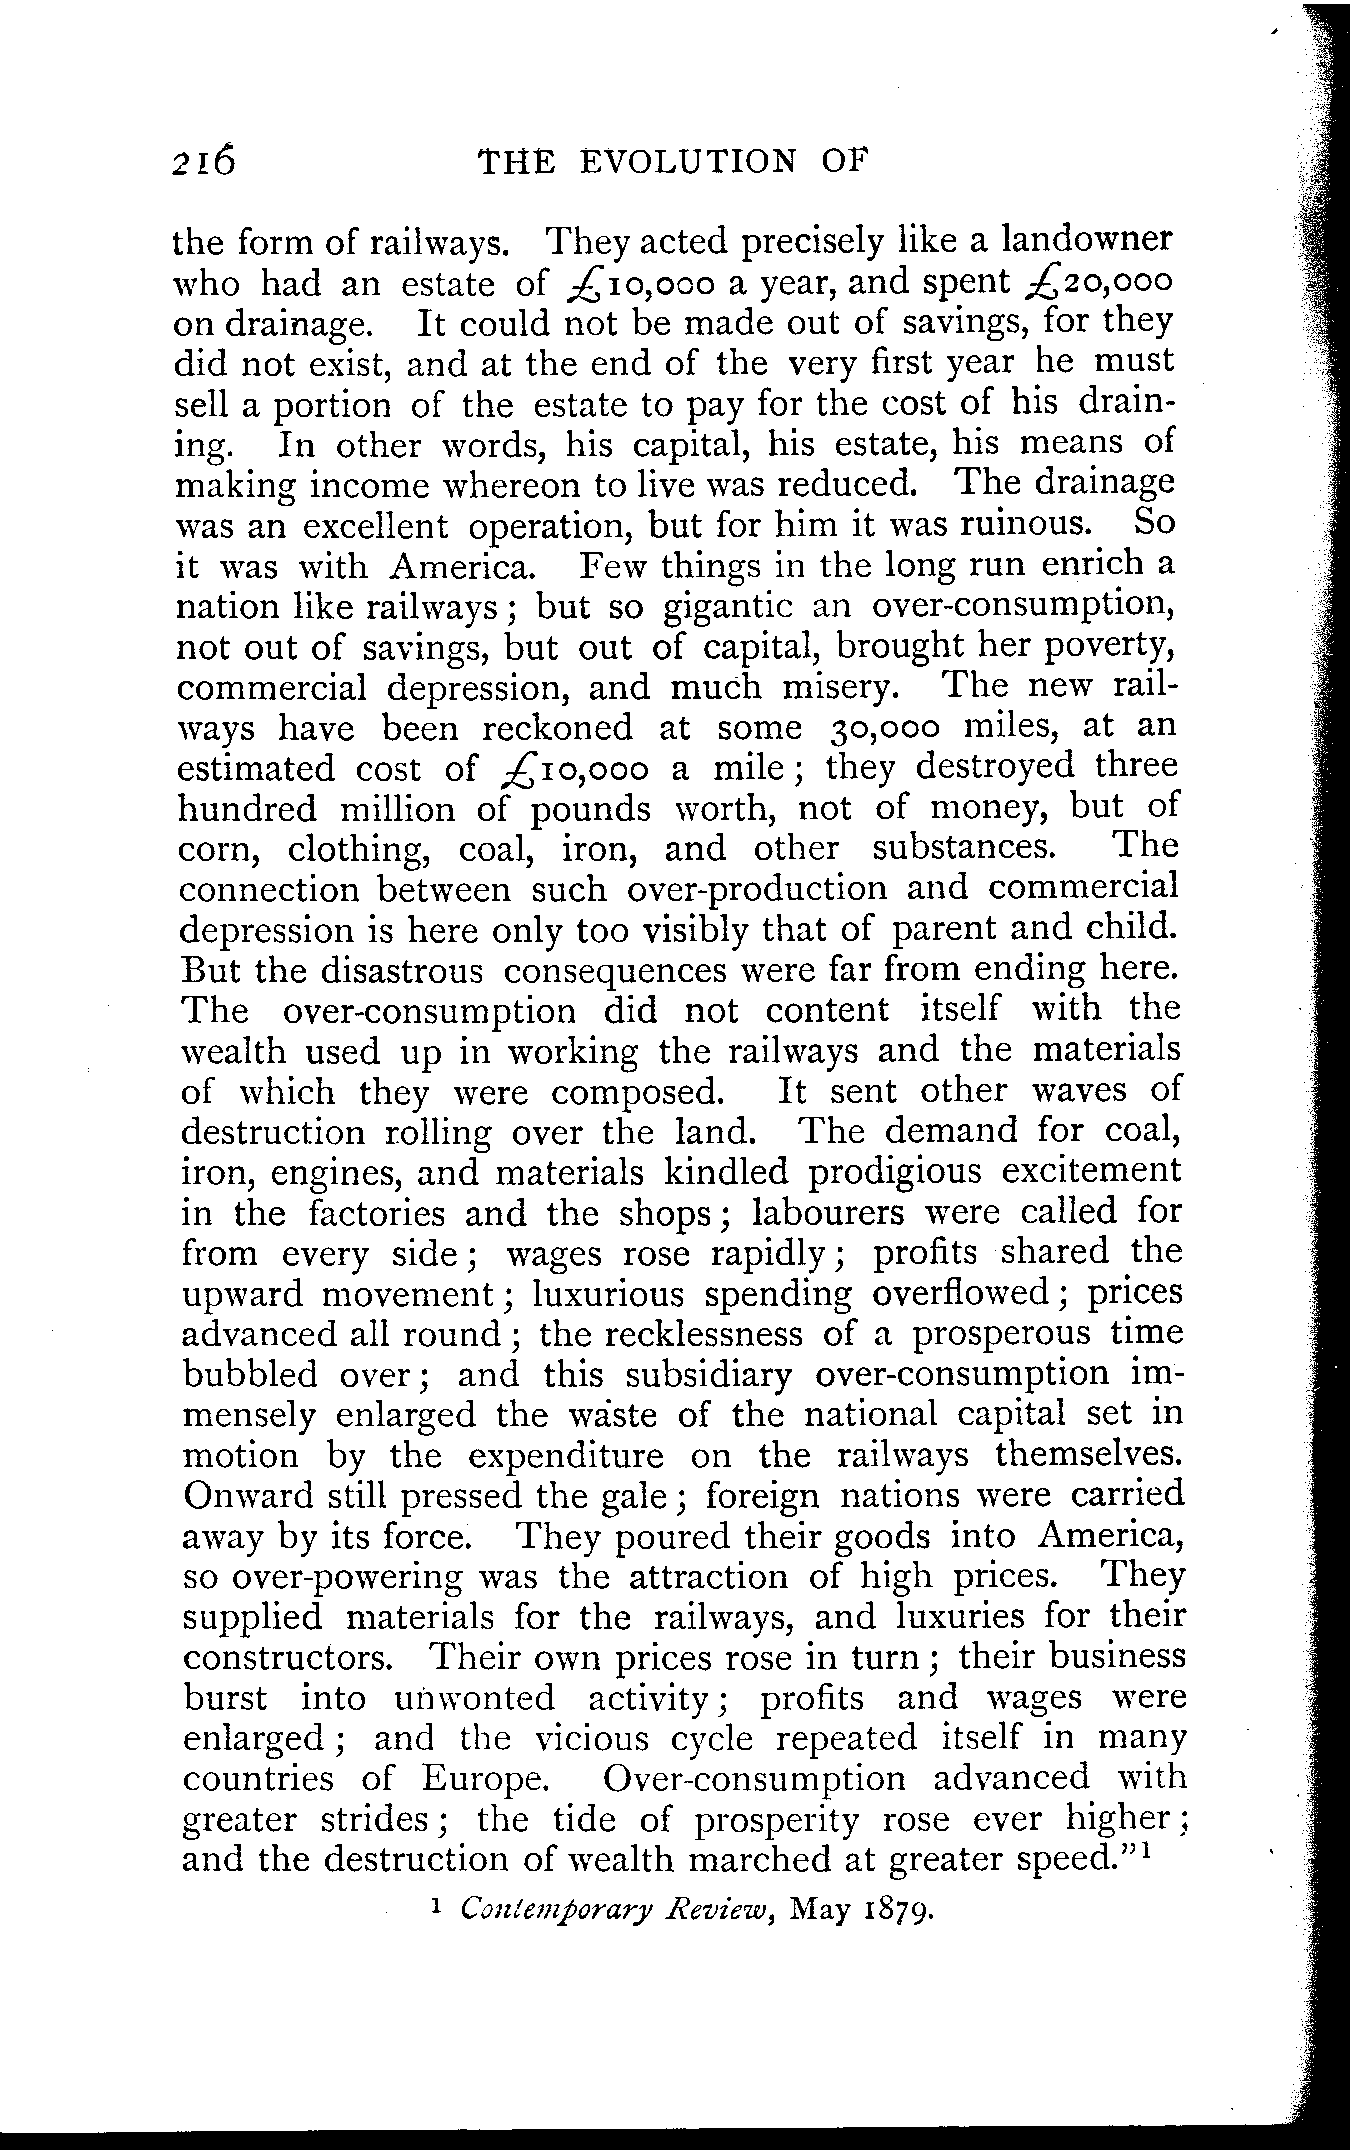 216 THE EVOLUTION OF
the form of railways. They acted precisely like a landowner
who had an estate of £10,000 a year, and spent £20,000
on drainage. It could not be made out of savings, for they
did not exist, and at the end of the very first year he must
sell a portion of the estate to pay for the cost of his drain-
ing. In other words, his capital, his estate, his means of
making income whereon to live was reduced. The drainage
was an excellent operation, but for him it was ruinous. So
it was with America. Few things in the long run enrich a
nation like railways; but so gigantic an over-consumption,
not out of savings, but out of capital, brought her poverty,
commercial depression, and much misery. The new rail-
ways have been reckoned at some 30,000 miles, at an
estimated cost of £10,000 a mile; they destroyed three
hundred million of pounds worth, not of money, but of
corn, clothing, coal, iron, and other substances. The
connection between such over-production and commercial
depression is here only too visibly that of parent and child.
But the disastrous consequences were far from ending here.
The over-consumption did not content itself with the
wealth used up in working the railways and the materials
of which they were composed. It sent other waves of
destruction rolling over the land. The demand for coal,
iron, engines, and materials kindled prodigious excitement
in the factories and the shops; labourers were called for
from every side; wages rose rapidly; profits shared the
upward movement; luxurious spending overflowed; prices
advanced all round; the recklessness of a prosperous time
bubbled over; and this subsidiary over-consumption im-
mensely enlarged the waste of the national capital set in
motion by the expenditure on the railways themselves.
Onward still pressed the gale; foreign nations were carried
away by its force. They poured their goods into America,
so over-powering was the attraction of high prices. They
supplied materials for the railways, and luxuries for their
constructors. Their own prices rose in turn; their business
burst into unwonted activity; profits and wages were
enlarged; and the vicious cycle repeated itself in many
countries of Europe. Over-consumption advanced with
greater strides; the tide of prosperity rose ever higher;
and the destruction of wealth marched at greater speed."1
1 Contemporary Review, May 1879.